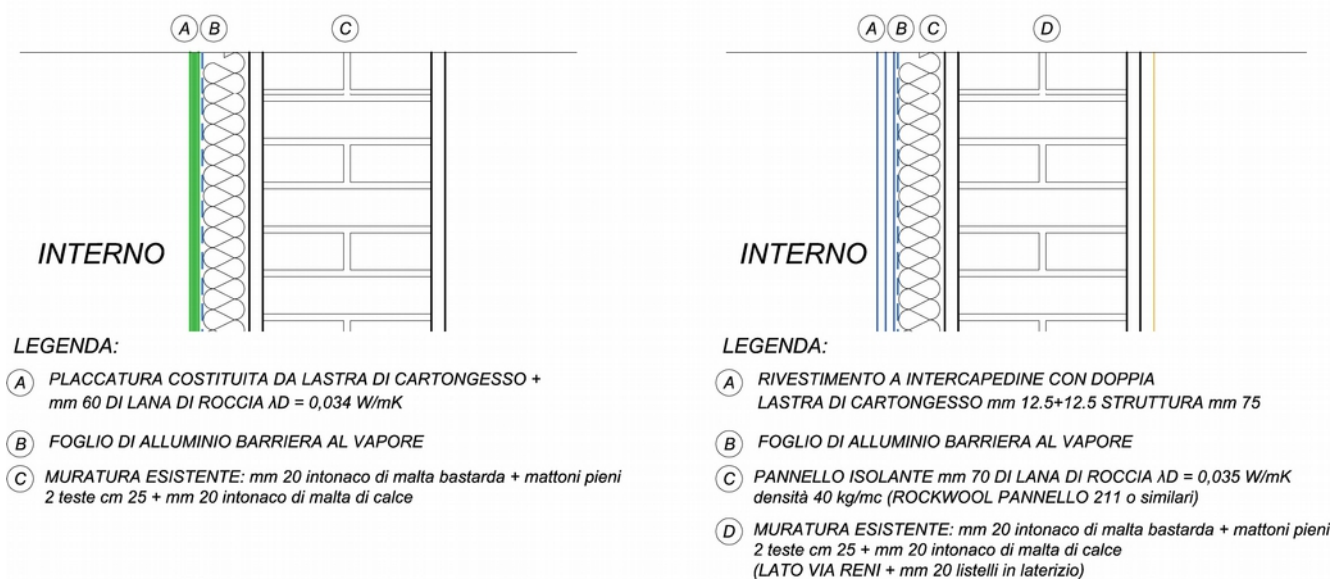 A B C
INTERNO
LEGENDA:
A PLACCATURA COSTITUITA DA LASTRA DI CARTONGESSO +
mm 60 DI LANA DI ROCCIA λD = 0,034 W/mK
B FOGLIO DI ALLUMINIO BARRIERA AL VAPORE
C MURATURA ESISTENTE: mm 20 intonaco di malta bastarda + mattoni pieni
2 teste cm 25 + mm 20 intonaco di malta di calce
A B C D
INTERNO
LEGENDA:
A RIVESTIMENTO A INTERCAPEDINE CON DOPPIA
LASTRA DI CARTONGESSO mm 12.5+12.5 STRUTTURA mm 75
B FOGLIO DI ALLUMINIO BARRIERA AL VAPORE
C PANNELLO ISOLANTE mm 70 DI LANA DI ROCCIA λD = 0,035 W/mK
densità 40 kg/mc (ROCKWOOL PANNELLO 211 o similari)
D MURATURA ESISTENTE: mm 20 intonaco di malta bastarda + mattoni pieni
2 teste cm 25 + mm 20 intonaco di malta di calce
(LATO VIA RENI + mm 20 listelli in laterizio)